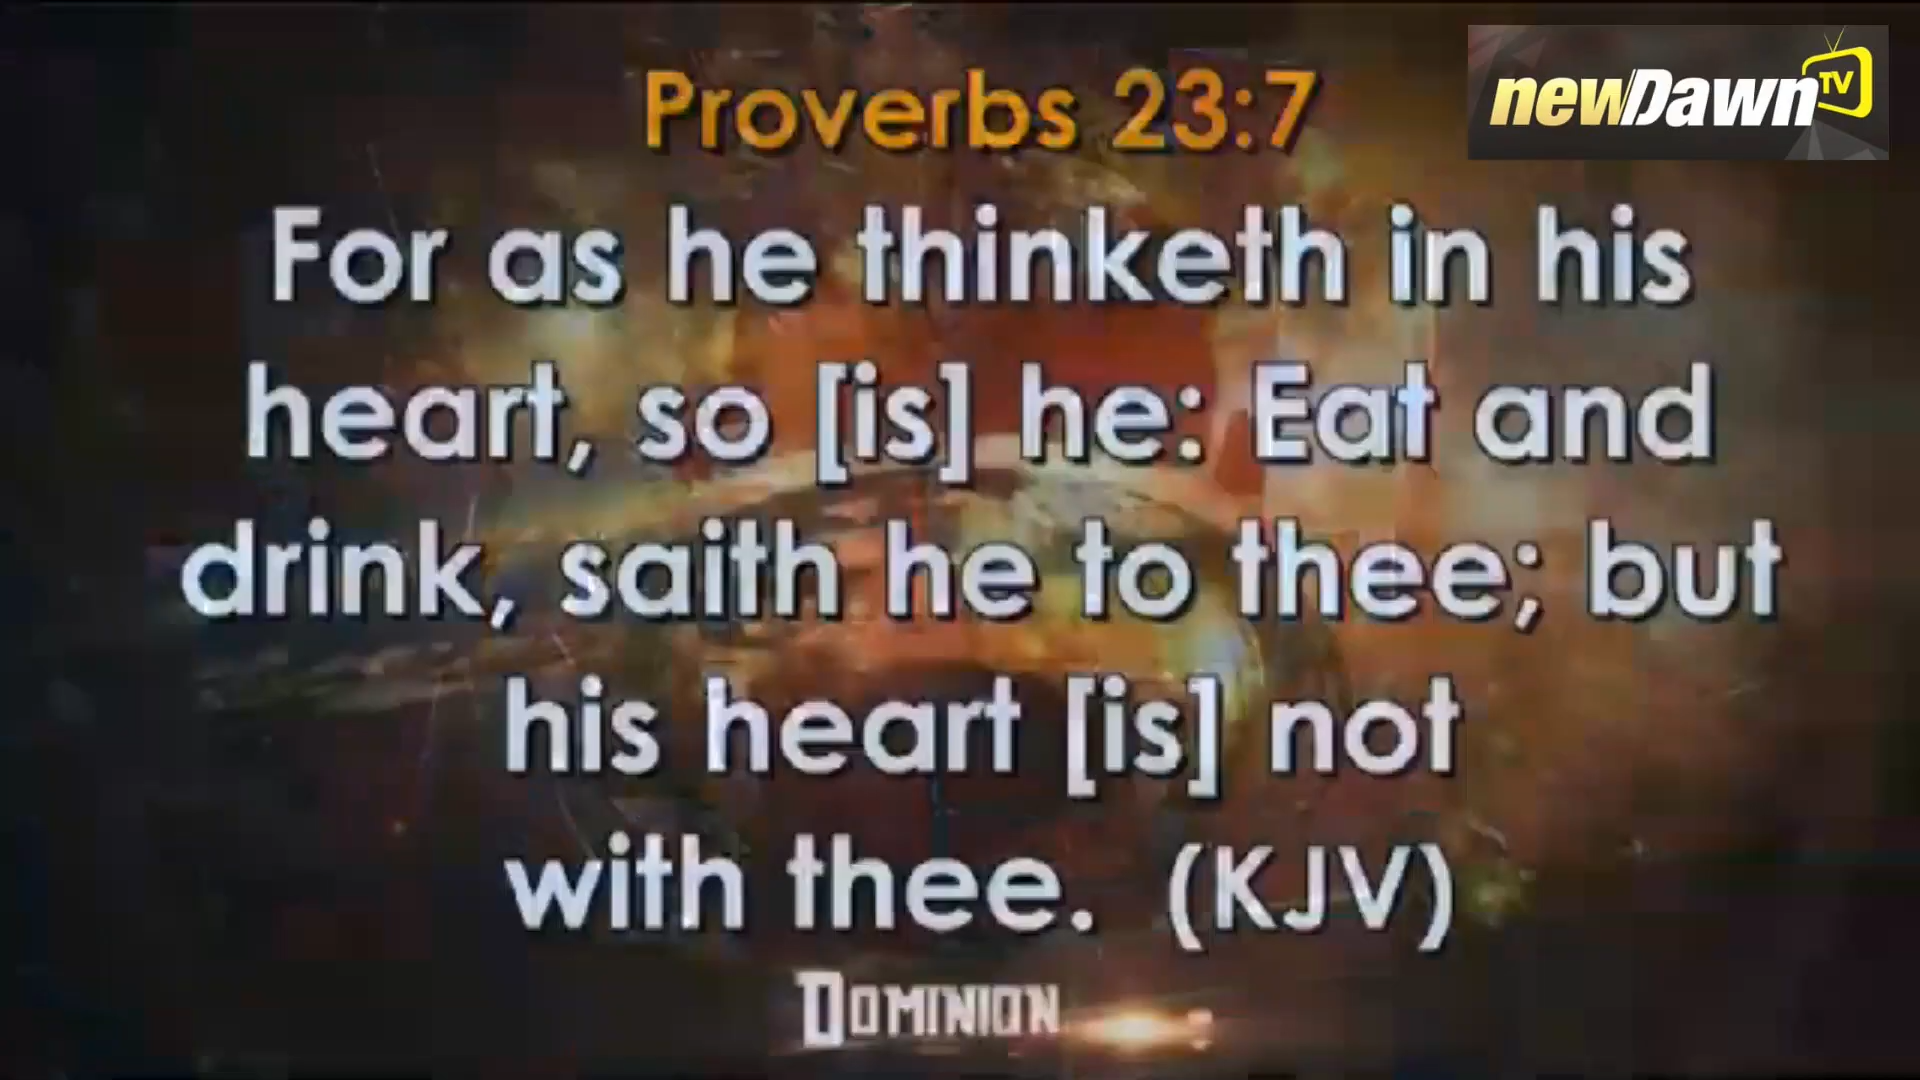 Proverbs 23:7
newDawn TV
For as he thinketh in his
heart, so [is] he: Eat and
drink, saith he to thee; but
his heart [is] not
with thee. (KJV)
DOMINION